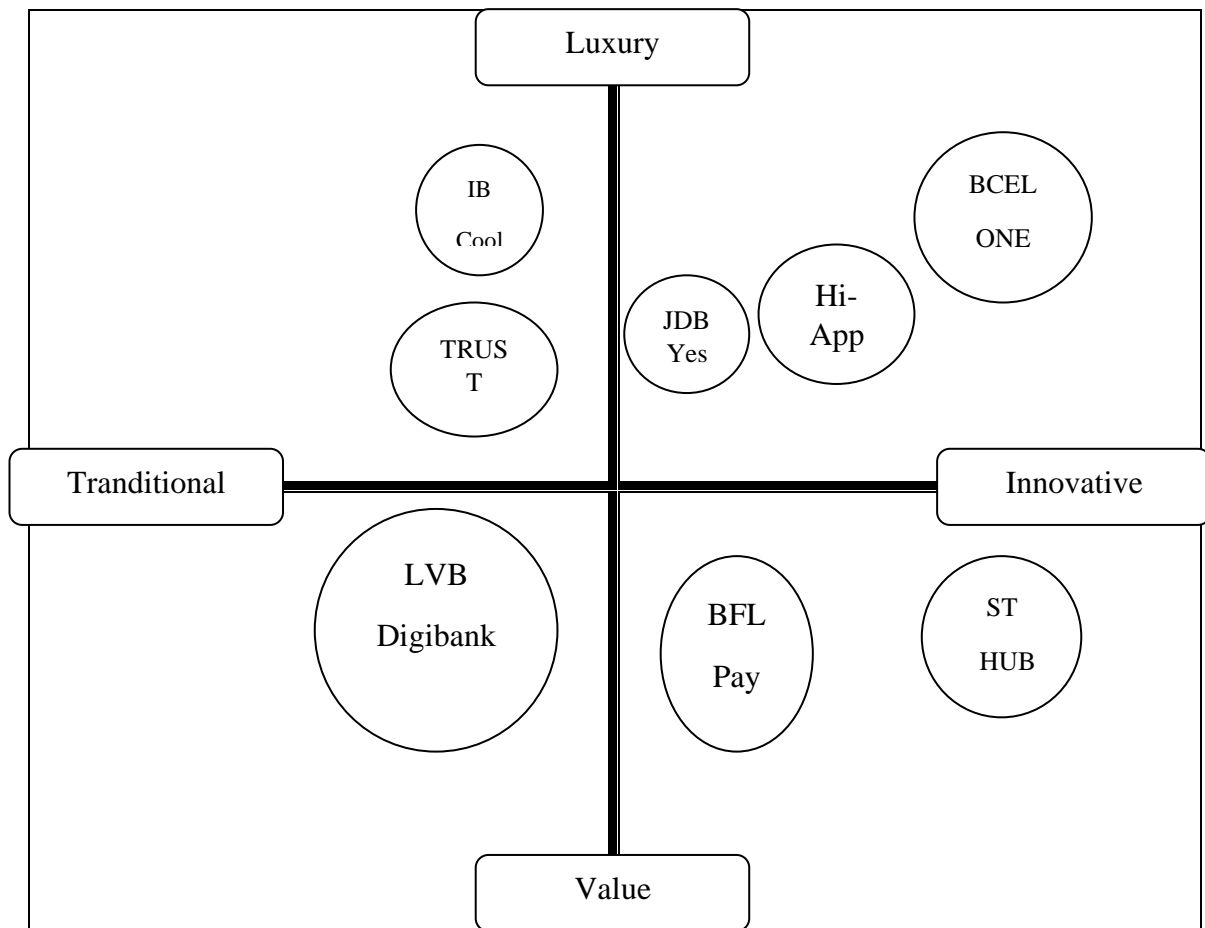 Luxury
IB
Cool
BCEL
ONE
Hi-
App
JDB
Yes
TRUS
T
Tranditional
Innovative
LVB
Digibank
BFL
Pay
ST
HUB
Value